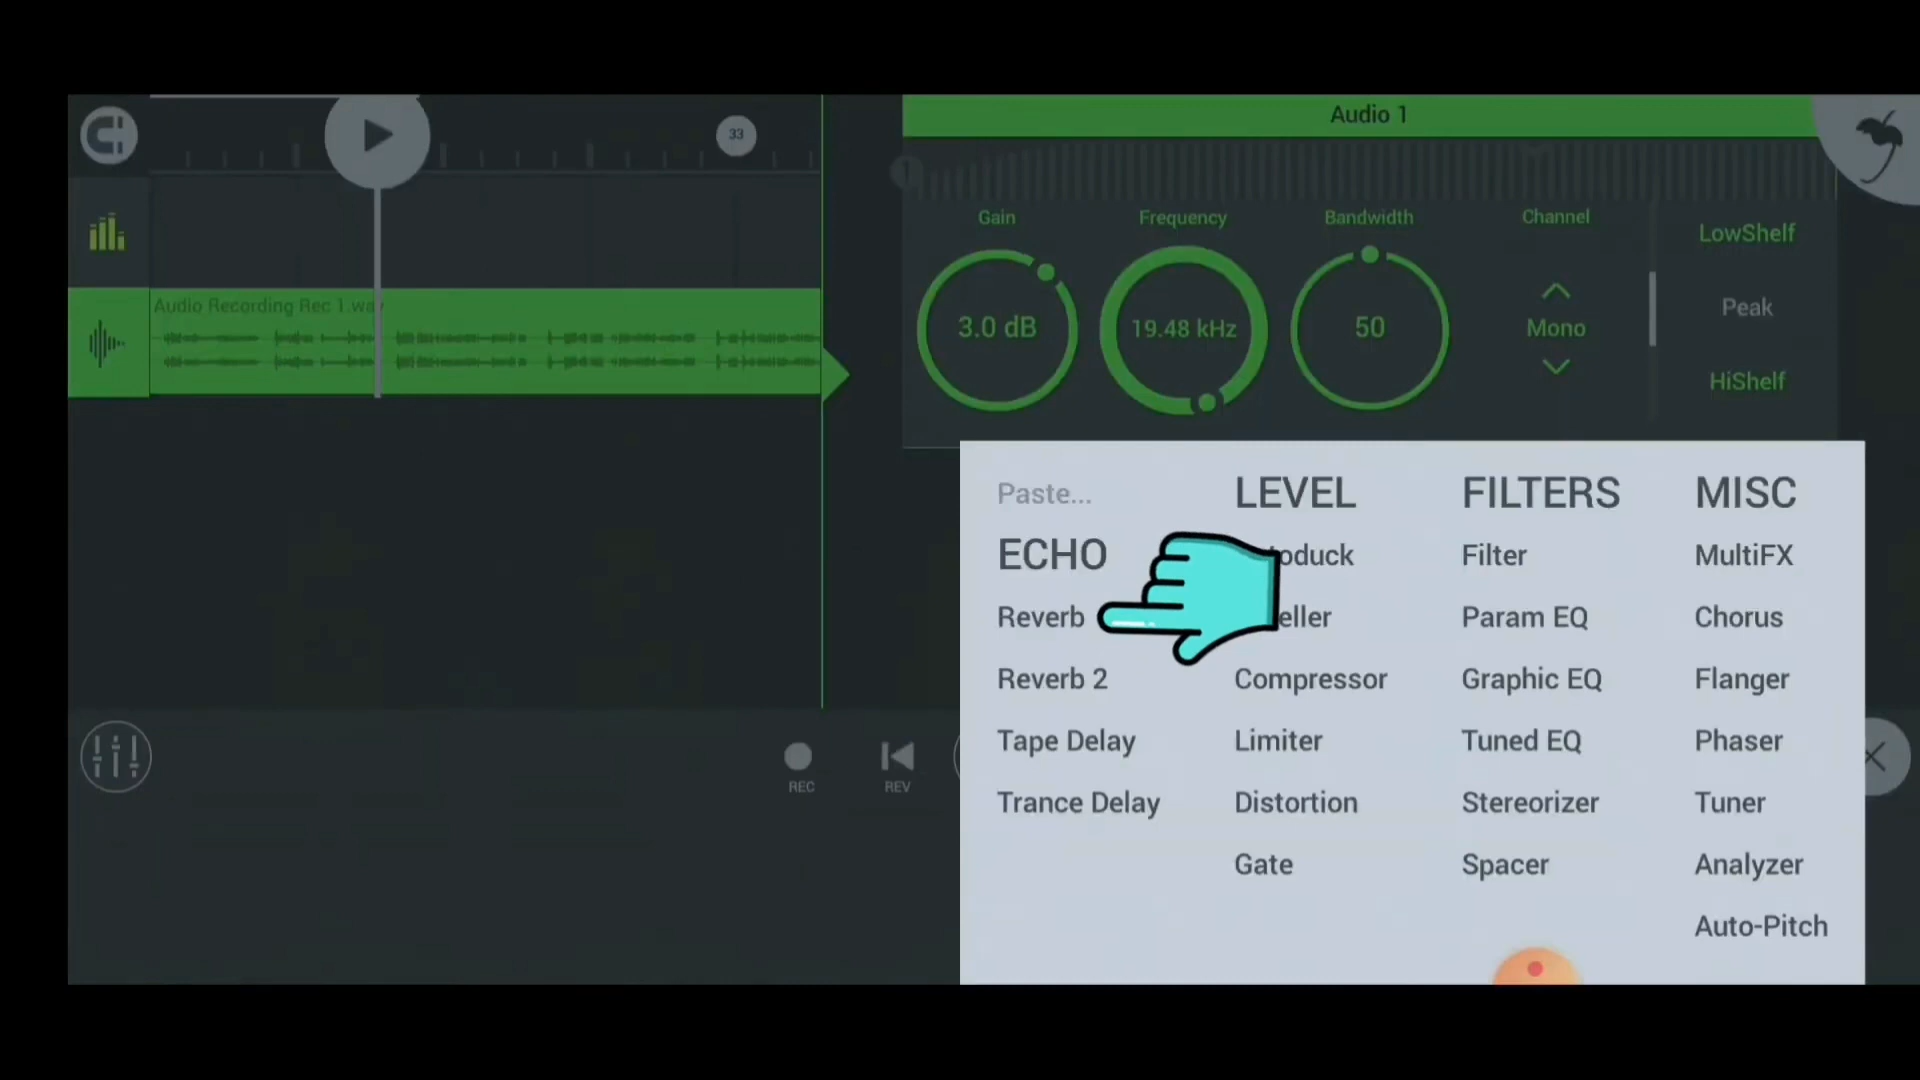 33
Audio 1
Gain
Frequency
Bandwidth
Channel
LowShelf
Audio Recording Rec 1.wav
3.0 dB
19.48 kHz
50
Mono
Peak
HiShelf
Paste...
LEVEL
FILTERS
MISC
ECHO
oduck
Filter
MultiFX
Reverb
eller
Param EQ
Chorus
Reverb 2
Compressor
Graphic EQ
Flanger
Tape Delay
Limiter
Tuned EQ
Phaser
REC
REV
Trance Delay
Distortion
Stereorizer
Tuner
Gate
Spacer
Analyzer
Auto-Pitch